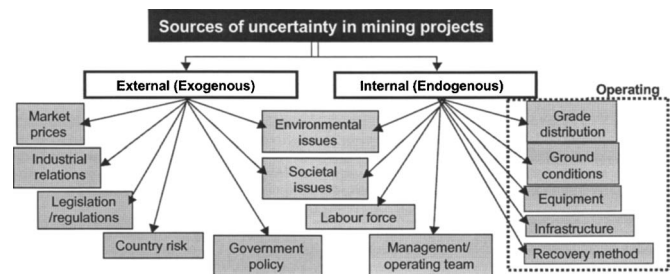 Sources of uncertainty in mining projects
External (Exogenous)
Internal (Endogenous)
Operating
Market
prices
Industrial
relations
Legislation
/regulations
Country risk
Government
policy
Environmental
issues
Societal
issues
Labour force
Management/
operating team
Grade
distribution
Ground
conditions
Equipment
Infrastructure
Recovery method